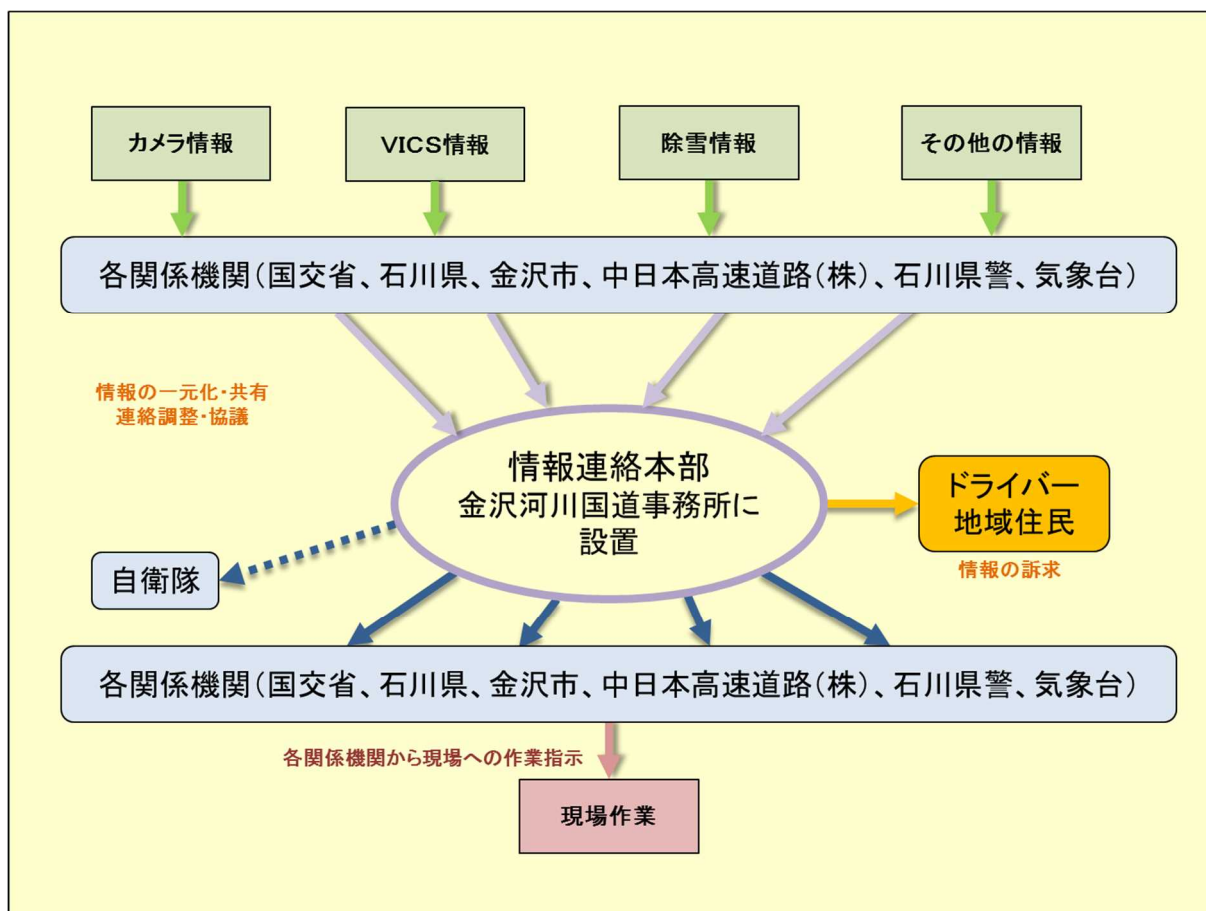 カメラ情報
VICS情報
除雪情報
その他の情報
各関係機関(国交省、石川県、金沢市、中日本高速道路(株)、石川県警、気象台)
情報の一元化・共有
連絡調整・協議
情報連絡本部
金沢河川国道事務所に
設置
ドライバー
地域住民
情報の訴求
自衛隊
各関係機関(国交省、石川県、金沢市、中日本高速道路(株)、石川県警、気象台)
各関係機関から現場への作業指示
現場作業